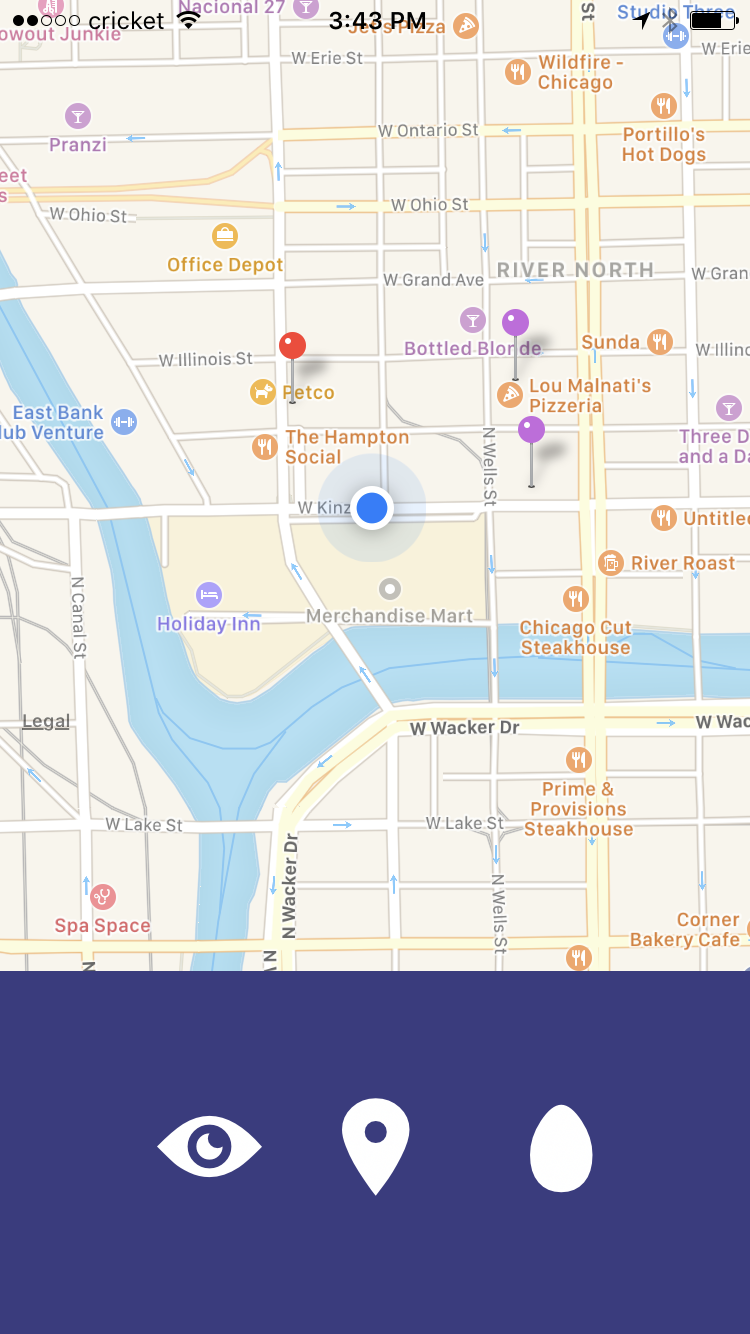 cricket
3:43 PM
Nacional 27
Studio Three
St
owout Junkie
Jet's Pizza
W Erie St
W Erie
Wildfire -
Chicago
Pranzi
W Ontario St
Portillo's
Hot Dogs
eet
s
W Ohio St
W Ohio St
Office Depot
W Grand Ave
RIVER NORTH
W Gran
Bottled Blonde
Sunda
W Illinois St
W Illinoi
Petco
Lou Malnati's
Pizzeria
East Bank
lub Venture
The Hampton
Social
N Wells St
Three D
and a Da
W Kinz
Untitled
River Roast
N Canal St
Holiday Inn
Merchandise Mart
Chicago Cut
Steakhouse
Legal
W Wacker Dr
W Wac
Prime &
Provisions
Steakhouse
W Lake St
W Lake St
N Wacker Dr
N Wells St
Spa Space
Corner
Bakery Cafe
N
N